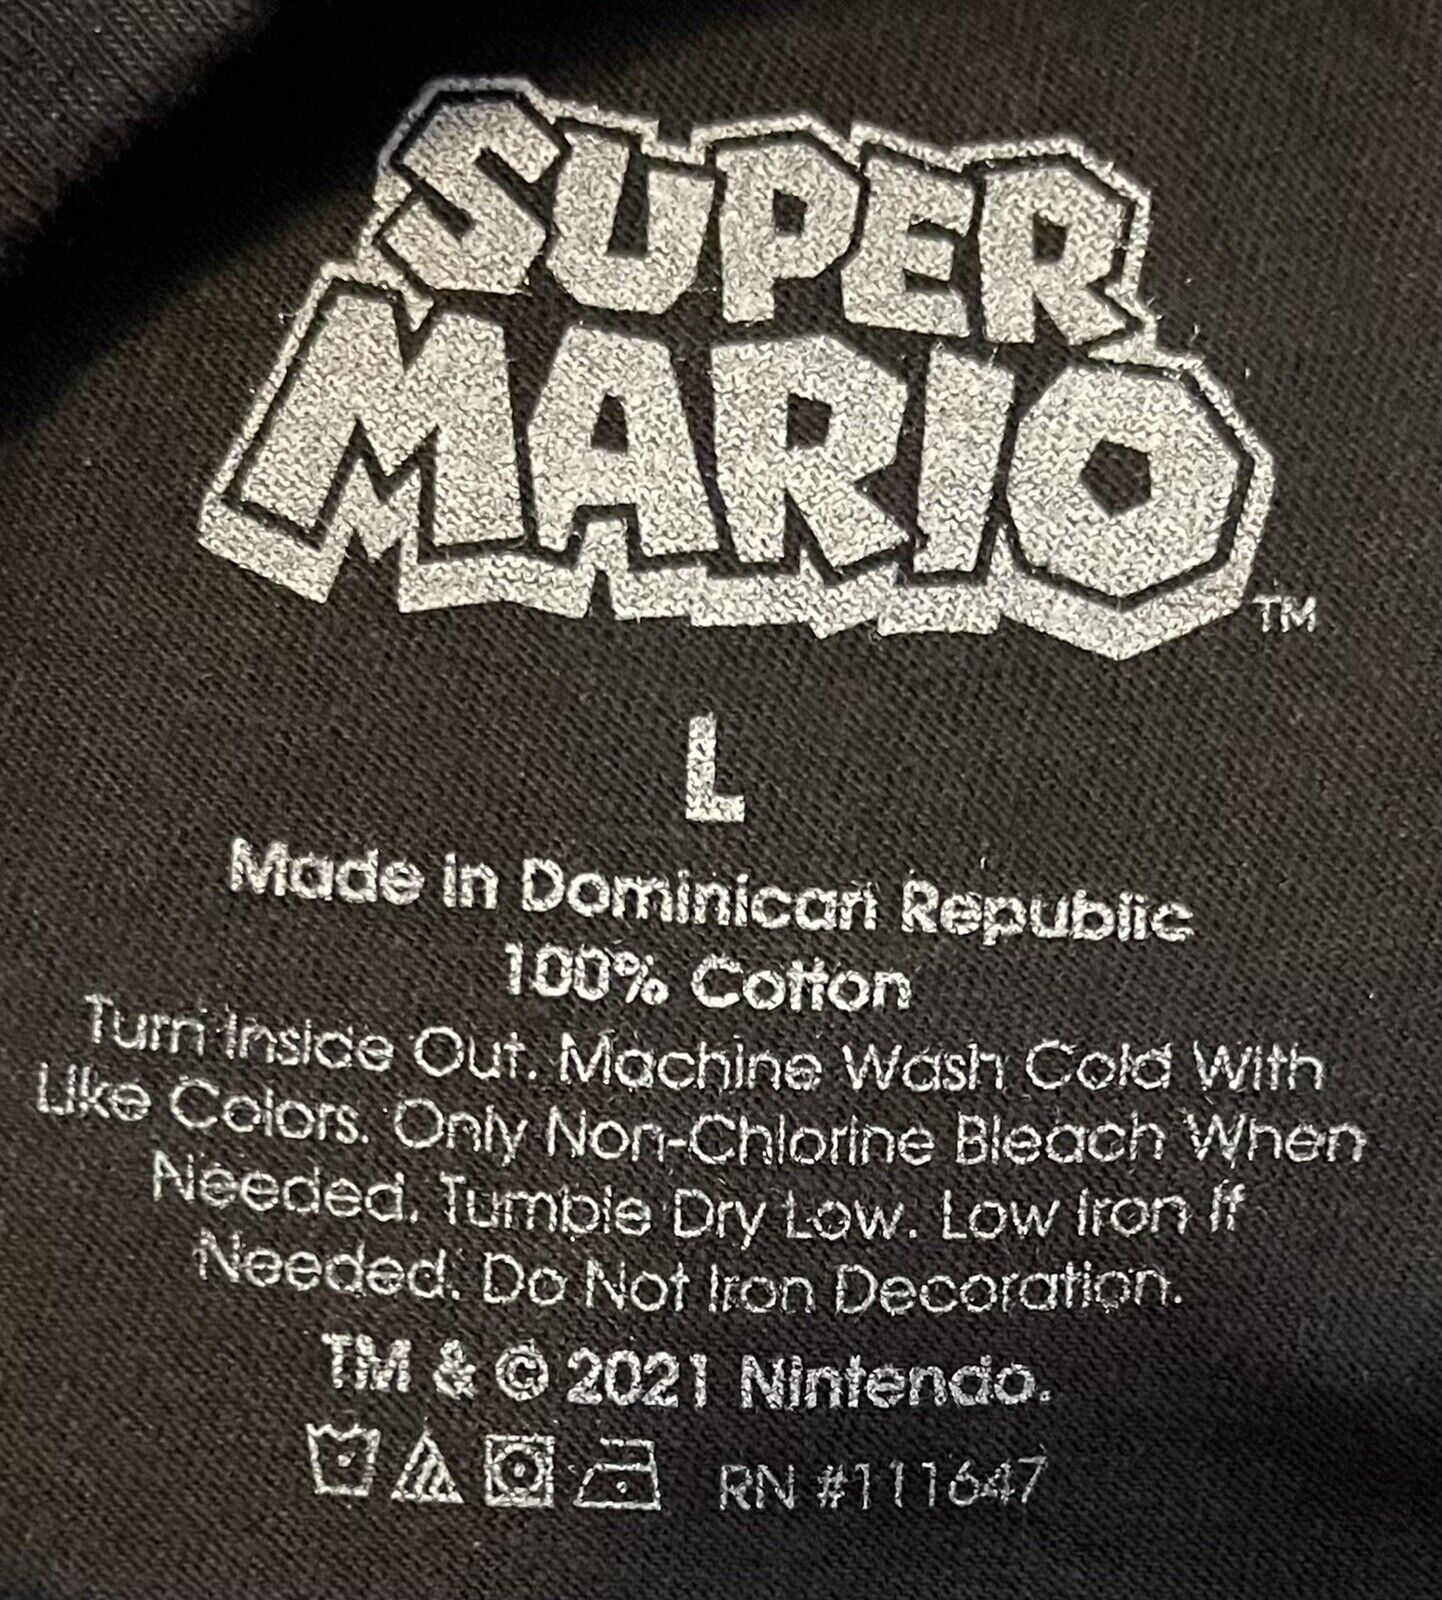 SUPER
MARIO™
L
Made in Dominican Republic
100% Cotton
Turn Inside Out. Machine Wash Cold With
Like Colors. Only Non-Chlorine Bleach When
Needed. Tumble Dry Low. Low Iron If
Needed. Do Not Iron Decoration.
TM & © 2021 Nintendo.
RN #111647